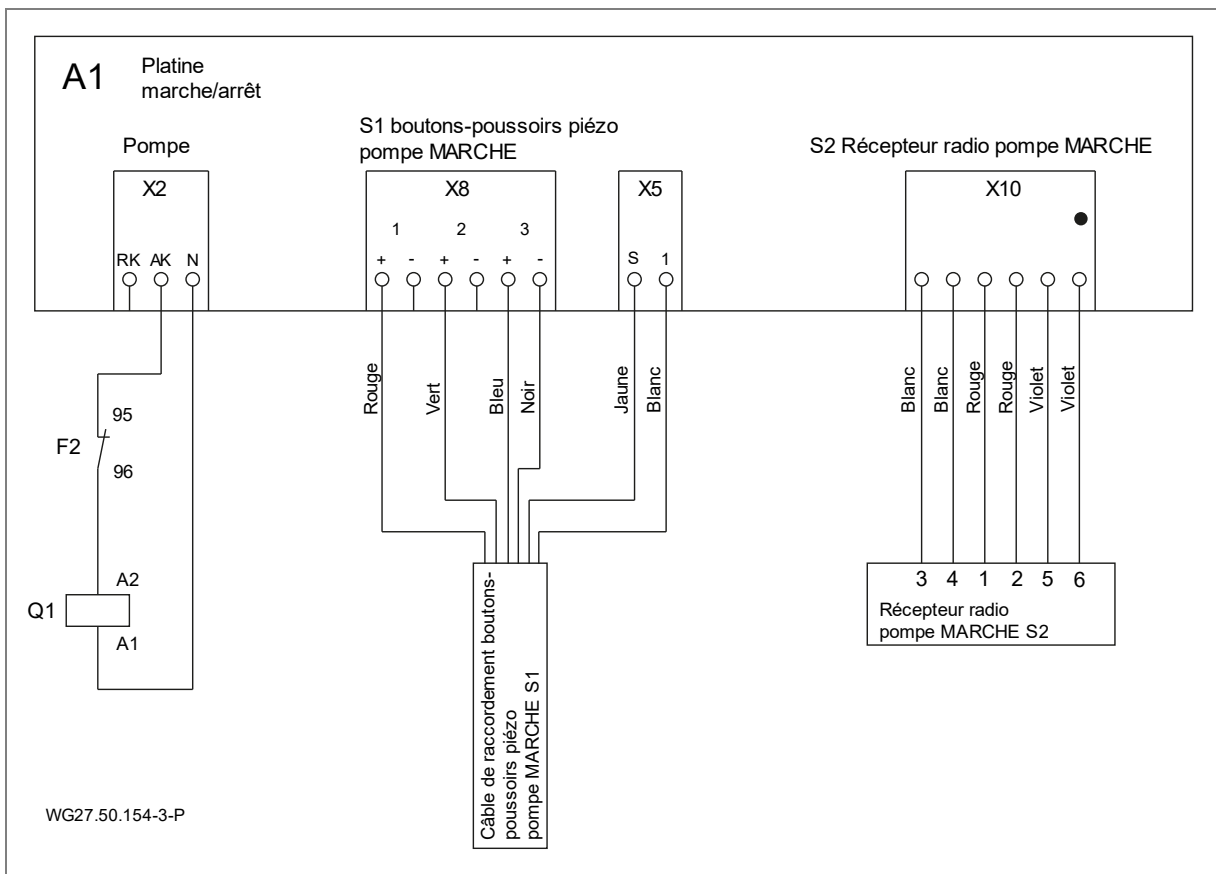 A1
Platine
marche/arrêt
Pompe
S1 boutons-poussoirs piézo
pompe MARCHE
S2 Récepteur radio pompe MARCHE
X2
X8
X5
X10
1 2 3
RK AK N
+ - + - + -
S 1
Rouge
Vert
Bleu
Noir
Jaune
Blanc
Blanc
Blanc
Rouge
Rouge
Violet
Violet
95
F2
96
A2
Q1
A1
3 4 1 2 5 6
Récepteur radio
pompe MARCHE S2
Câble de raccordement boutons-
poussoirs piézo
pompe MARCHE S1
WG27.50.154-3-P